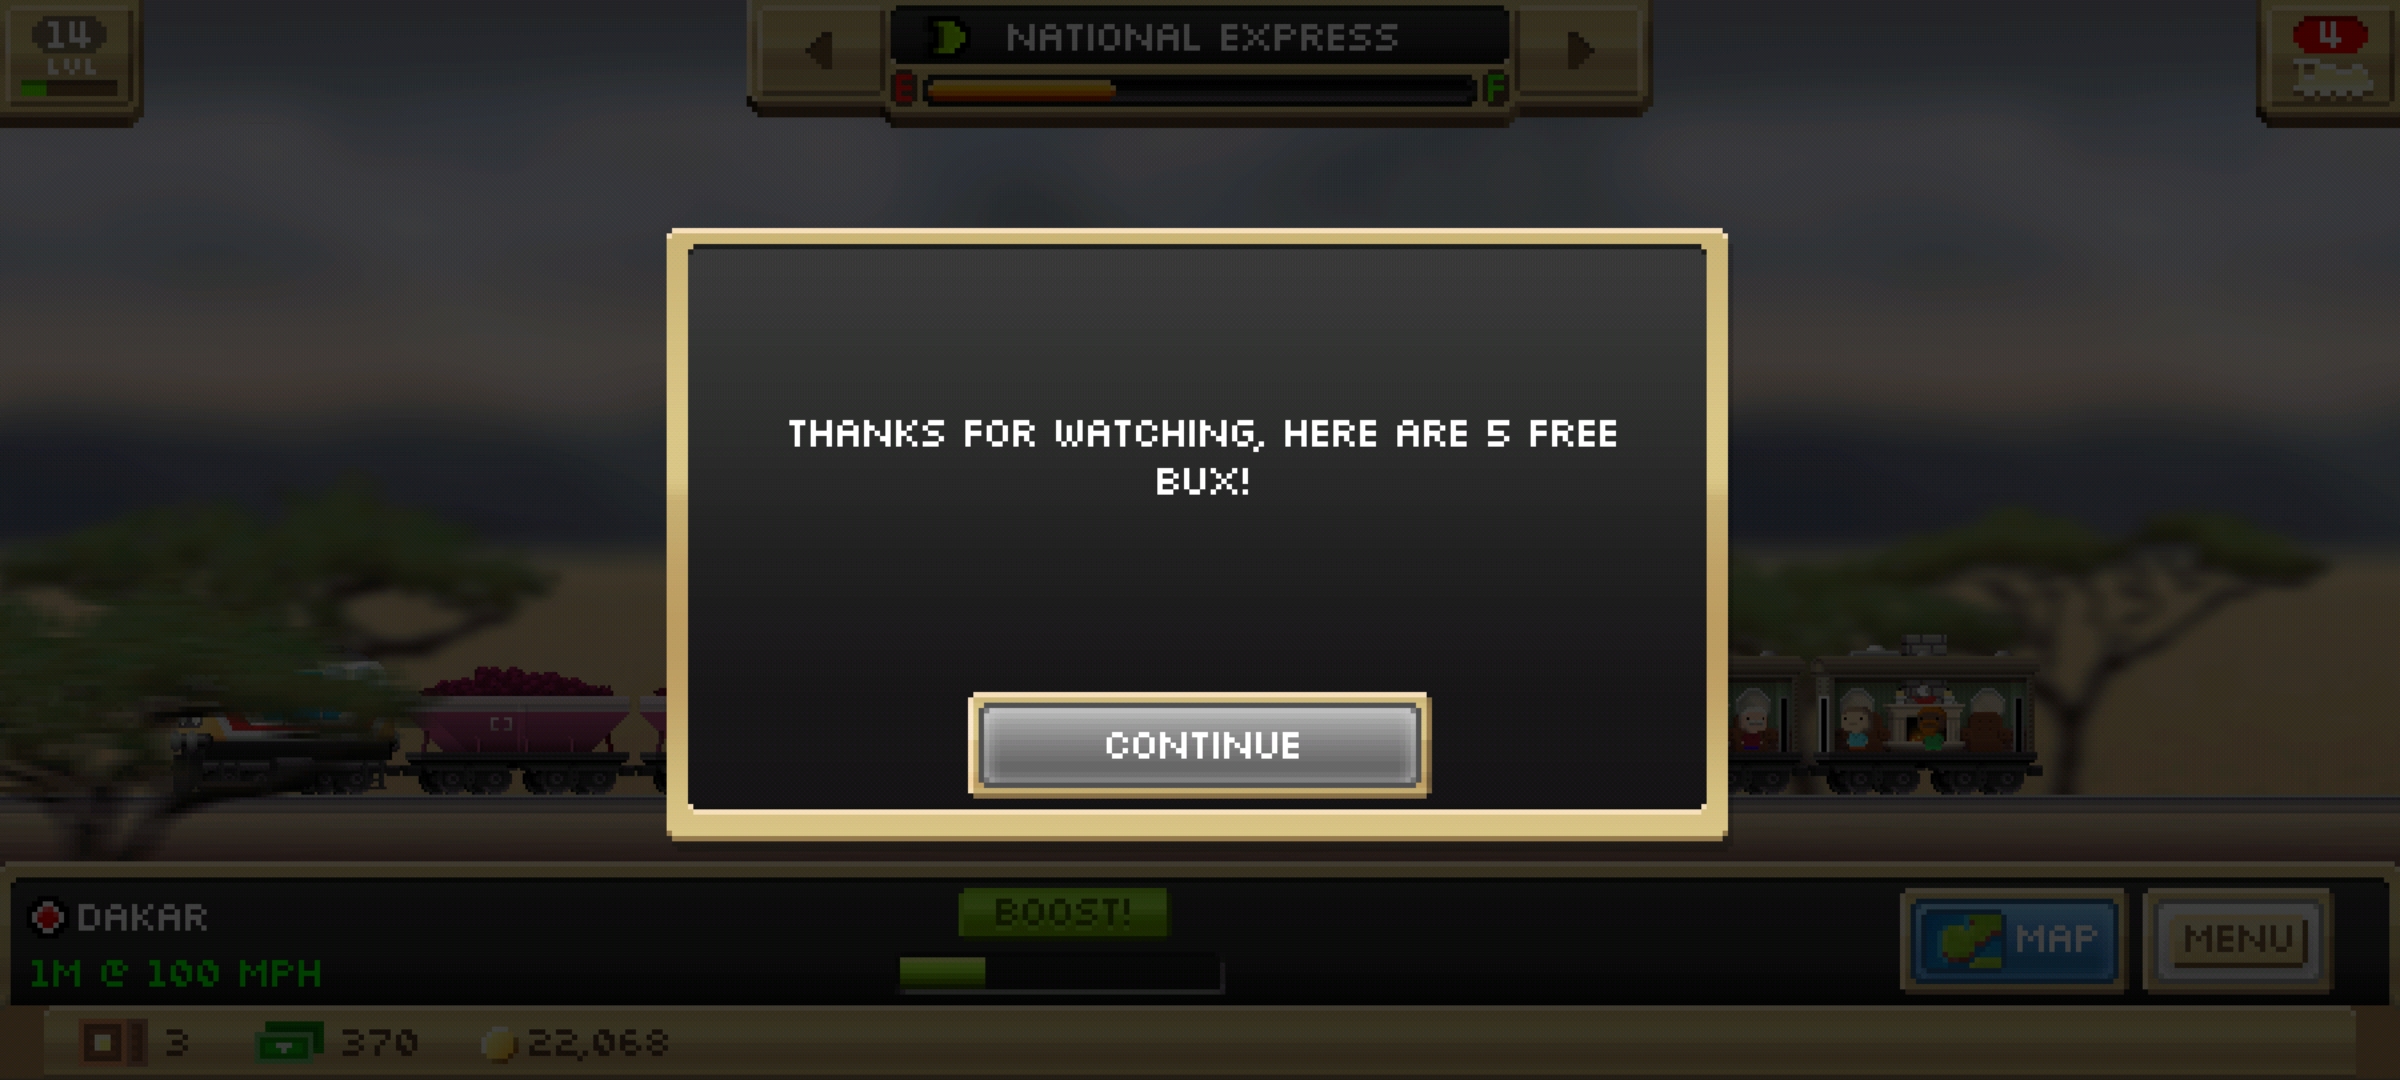 14
LVL
NATIONAL EXPRESS
4
E F
THANKS FOR WATCHING, HERE ARE 5 FREE
BUX!
CONTINUE
DAKAR
1M @ 100 MPH
BOOST!
MAP
MENU
3 370 22,068